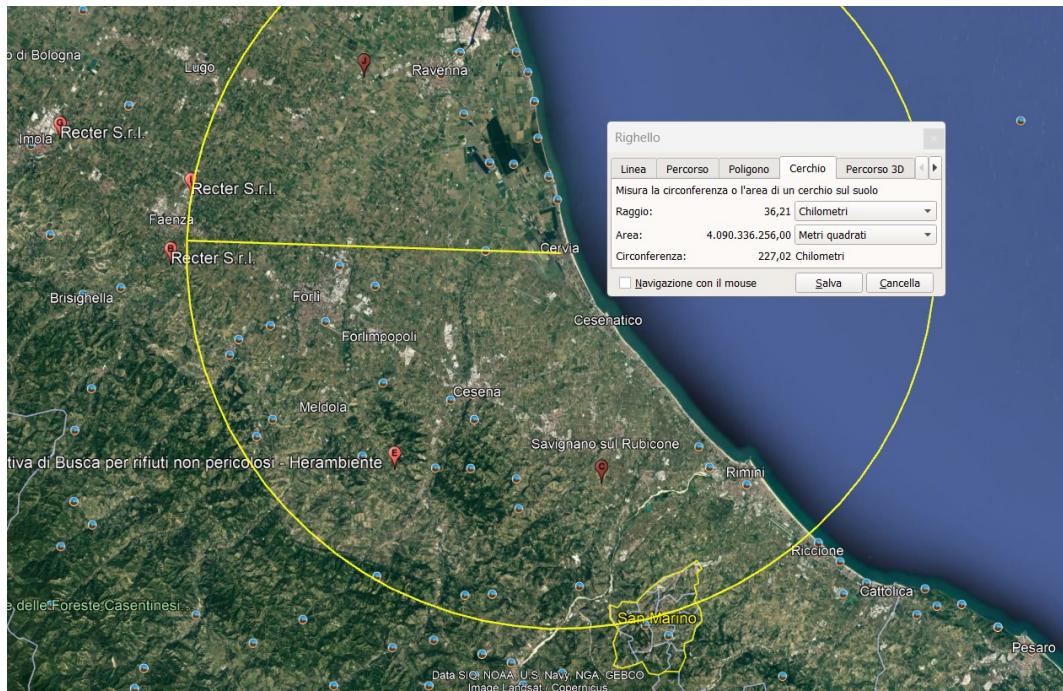 o di Bologna
Lugo
J
Ravenna
G
Recter S.r.l.
Imola
Righello
Linea
Percorso
Poligono
Cerchio
Percorso 3D
Misura la circonferenza o l'area di un cerchio sul suolo
Raggio:
36,21
Chilometri
Area:
4.090.336.256,00
Metri quadrati
Circonferenza:
227,02 Chilometri
Navigazione con il mouse
Salva
Cancella
Recter S.r.l.
Faenza
B
Recter S.r.l.
Cervia
Brisighella
Forlì
Cesenatico
Forlimpopoli
Cesena
Meldola
Savignano sul Rubicone
tiva di Busca per rifiuti non pericolosi - Herambiente
E
C
Rimini
Riccione
Cattolica
e delle Foreste Casentinesi...
San Marino
Pesaro
Data SIO, NOAA, U.S. Navy, NGA, GEBCO
Image Landsat / Copernicus